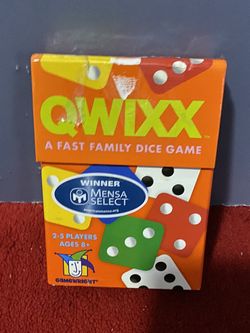 QWIXX
A FAST FAMILY DICE GAME
WINNER
MENSA
SELECT
2-5 PLAYERS
AGES 8+
GAMEWRIGHT